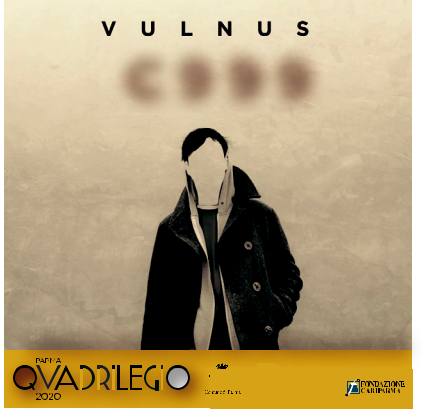 VULNUS
PARMA
QVADRILEGIO
2020
FONDAZIONE
CARIPARMA